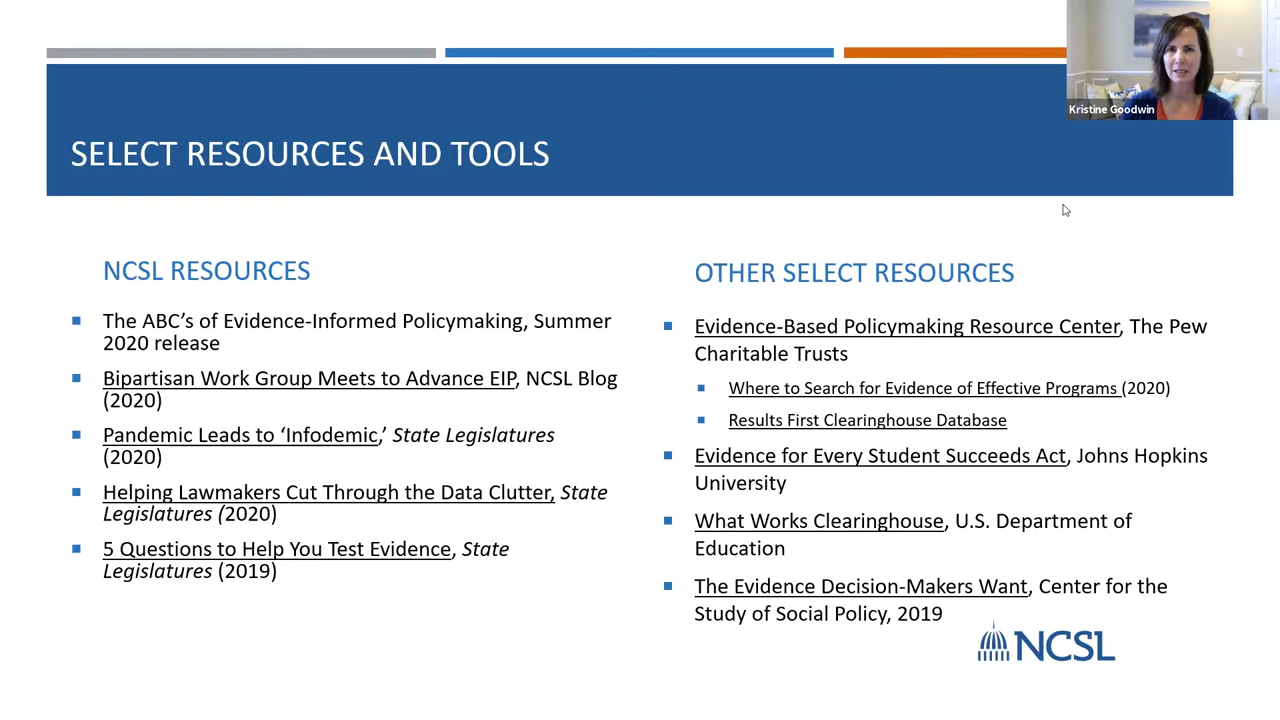 Kristine Goodwin
SELECT RESOURCES AND TOOLS
NCSL RESOURCES
The ABC's of Evidence-Informed Policymaking, Summer
2020 release
Bipartisan Work Group Meets to Advance EIP, NCSL Blog
(2020)
Pandemic Leads to ‘Infodemic,’ State Legislatures
(2020)
Helping Lawmakers Cut Through the Data Clutter, State
Legislatures (2020)
5 Questions to Help You Test Evidence, State
Legislatures (2019)
OTHER SELECT RESOURCES
Evidence-Based Policymaking Resource Center, The Pew
Charitable Trusts
Where to Search for Evidence of Effective Programs (2020)
Results First Clearinghouse Database
Evidence for Every Student Succeeds Act, Johns Hopkins
University
What Works Clearinghouse, U.S. Department of
Education
The Evidence Decision-Makers Want, Center for the
Study of Social Policy, 2019
NCSL